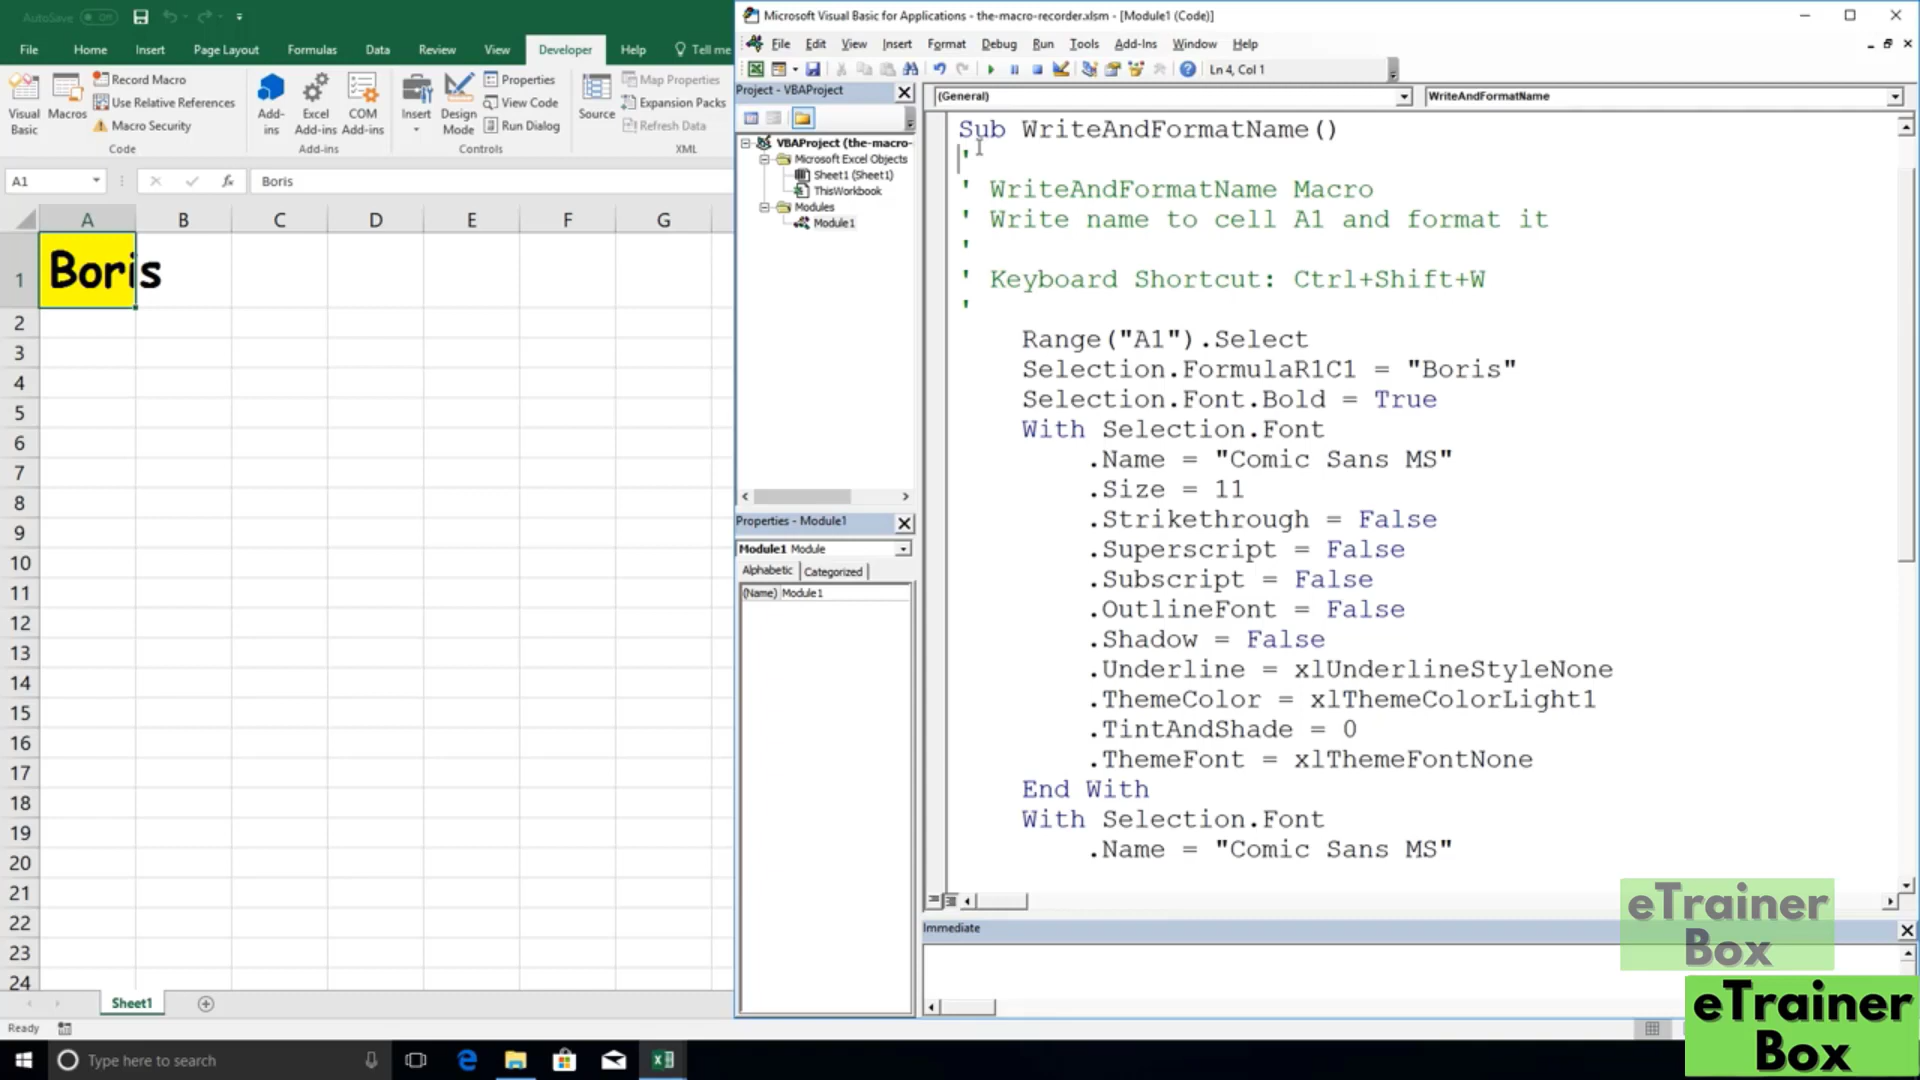 AutoSave Off
File Home Insert Page Layout Formulas Data Review View Developer Help Tell me
Visual Basic
Macros
Record Macro
Use Relative References
Macro Security
Code
Add-ins
Excel Add-ins
COM Add-ins
Add-ins
Insert
Design Mode
Properties
View Code
Run Dialog
Controls
Source
Map Properties
Expansion Packs
Refresh Data
XML
A1
fx
Boris
A B C D E F G
1
Boris
2
3
4
5
6
7
8
9
10
11
12
13
14
15
16
17
18
19
20
21
22
23
24
Sheet1
Ready
Type here to search
Microsoft Visual Basic for Applications - the-macro-recorder.xlsm - [Module1 (Code)]
File Edit View Insert Format Debug Run Tools Add-Ins Window Help
Ln 4, Col 1
Project - VBAProject
VBAProject (the-macro-
Microsoft Excel Objects
Sheet1 (Sheet1)
ThisWorkbook
Modules
Module1
Properties - Module1
Module1 Module
Alphabetic Categorized
(Name) Module1
(General)
WriteAndFormatName
Sub WriteAndFormatName()
'
' WriteAndFormatName Macro
' Write name to cell A1 and format it
'
' Keyboard Shortcut: Ctrl+Shift+W
'
Range("A1").Select
Selection.FormulaR1C1 = "Boris"
Selection.Font.Bold = True
With Selection.Font
.Name = "Comic Sans MS"
.Size = 11
.Strikethrough = False
.Superscript = False
.Subscript = False
.OutlineFont = False
.Shadow = False
.Underline = xlUnderlineStyleNone
.ThemeColor = xlThemeColorLight1
.TintAndShade = 0
.ThemeFont = xlThemeFontNone
End With
With Selection.Font
.Name = "Comic Sans MS"
Immediate
eTrainer
Box
eTrainer
Box